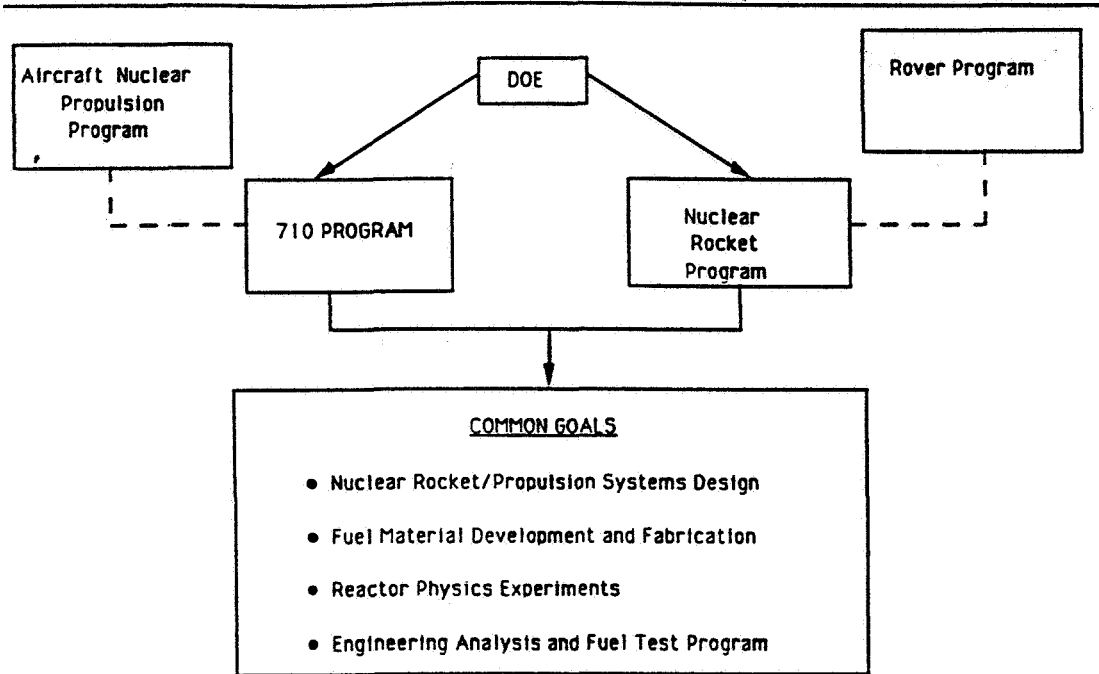 Aircraft Nuclear
Propulsion
Program
DOE
Rover Program
710 PROGRAM
Nuclear
Rocket
Program
COMMON GOALS
• Nuclear Rocket/Propulsion Systems Design
• Fuel Material Development and Fabrication
• Reactor Physics Experiments
• Engineering Analysis and Fuel Test Program